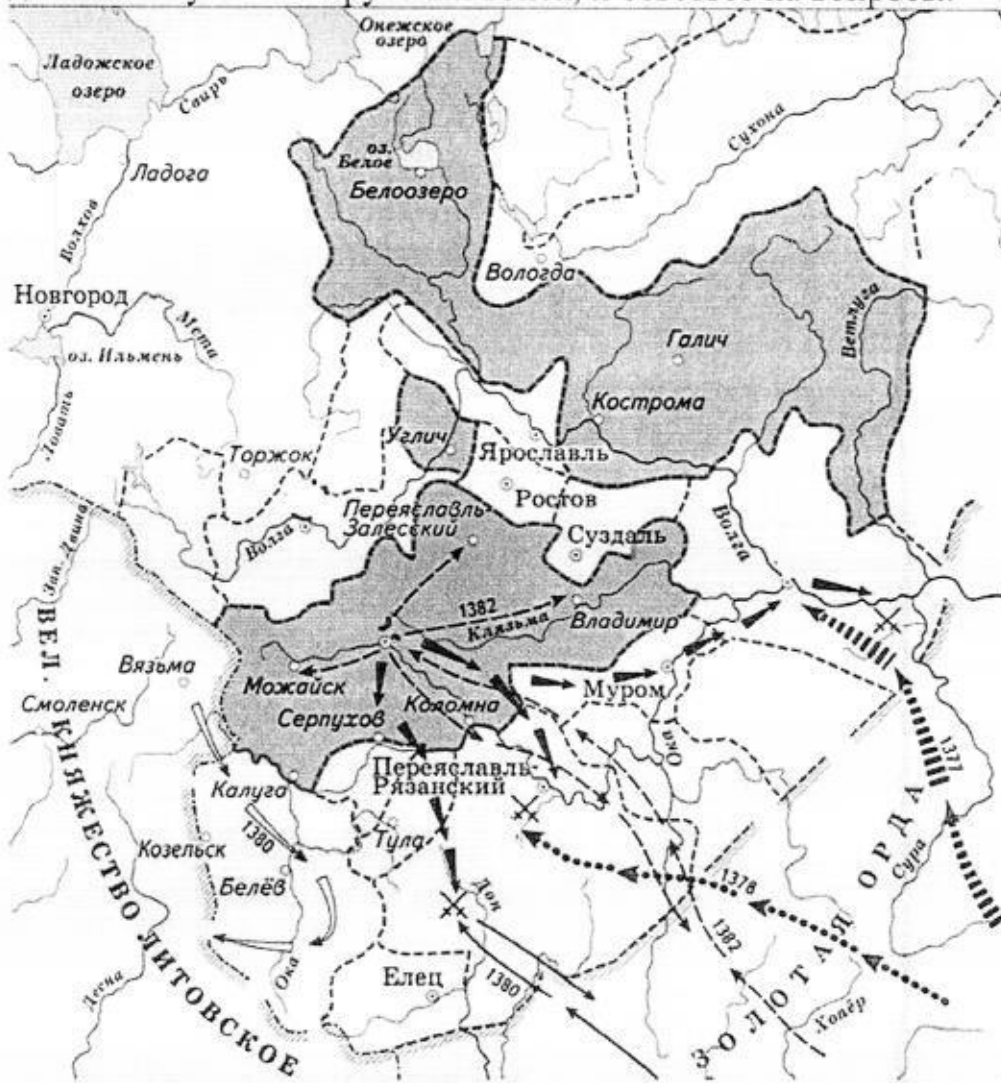 Онежское
озеро
Ладожское
озеро
Свирь
Сухона
оз.
Белое
Белоозеро
Ладога
Волхов
Вологда
Новгород
Мста
оз. Ильмень
Ветлуга
Галич
Ловать
Кострома
Углич
Ярославль
Торжок
Ростов
Переяславль-
Залесский
Волга
Суздаль
Волга
Зап. Двина
1382
Клязьма
Владимир
Вязьма
Можайск
Муром
Смоленск
Серпухов
Коломна
Ока
Переяславль-
Рязанский
Калуга
1377
1380
Тула
Козельск
Сура
Белёв
Дон
1378
1382
Елец
1380
Десна
Ока
Хопёр
ВЕЛ. КНЯЖЕСТВО ЛИТОВСКОЕ
ЗОЛОТАЯ ОРДА